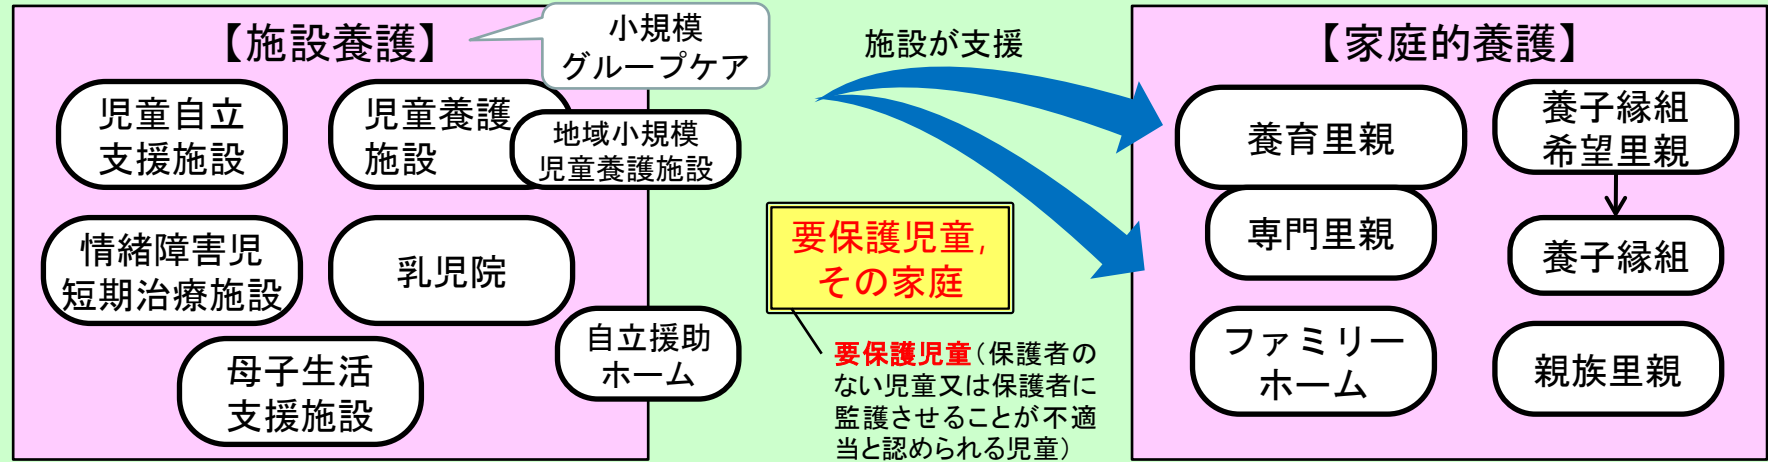 【施設養護】
小規模
グループケア
児童自立
支援施設
児童養護
施設
地域小規模
児童養護施設
情緒障害児
短期治療施設
乳児院
母子生活
支援施設
自立援助
ホーム
施設が支援
要保護児童,
その家庭
要保護児童（保護者の
ない児童又は保護者に
監護させることが不適
当と認められる児童）
【家庭的養護】
養育里親
専門里親
ファミリー
ホーム
養子縁組
希望里親
養子縁組
親族里親